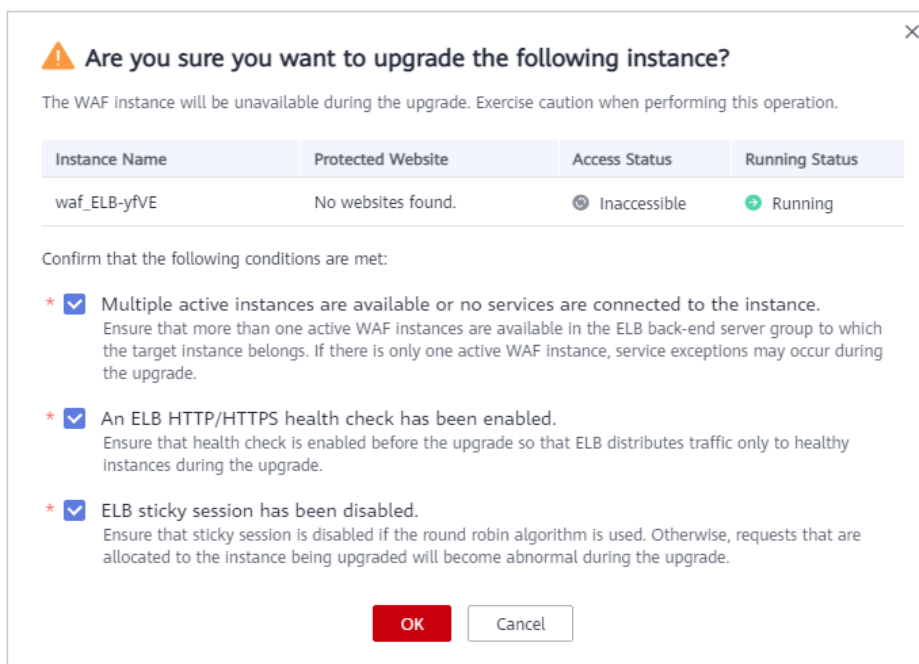 Are you sure you want to upgrade the following instance?
The WAF instance will be unavailable during the upgrade. Exercise caution when performing this operation.
Instance Name Protected Website Access Status Running Status
waf_ELB-yfVE No websites found. Inaccessible Running
Confirm that the following conditions are met:
* Multiple active instances are available or no services are connected to the instance.
Ensure that more than one active WAF instances are available in the ELB back-end server group to which
the target instance belongs. If there is only one active WAF instance, service exceptions may occur during
the upgrade.
* An ELB HTTP/HTTPS health check has been enabled.
Ensure that health check is enabled before the upgrade so that ELB distributes traffic only to healthy
instances during the upgrade.
* ELB sticky session has been disabled.
Ensure that sticky session is disabled if the round robin algorithm is used. Otherwise, requests that are
allocated to the instance being upgraded will become abnormal during the upgrade.
OK Cancel